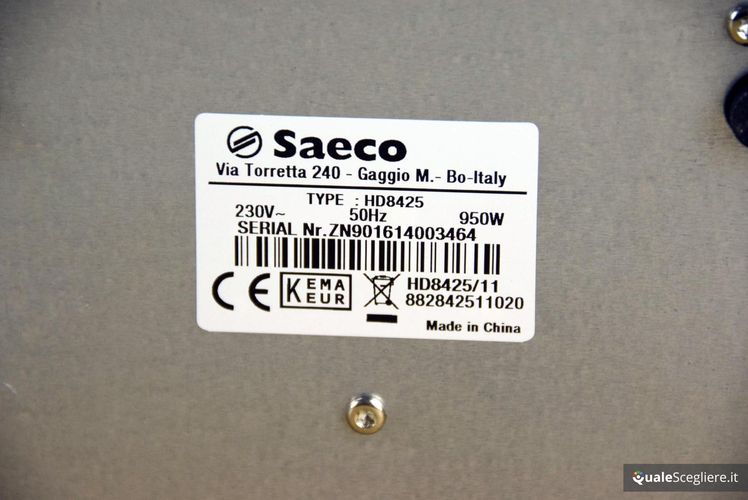 Saeco
Via Torretta 240 - Gaggio M.- Bo-Italy
TYPE : HD8425
230V~ 50Hz 950W
SERIAL Nr.ZN901614003464
CE KEMA KEUR HD8425/11
882842511020
Made in China
QualeScegliere.it